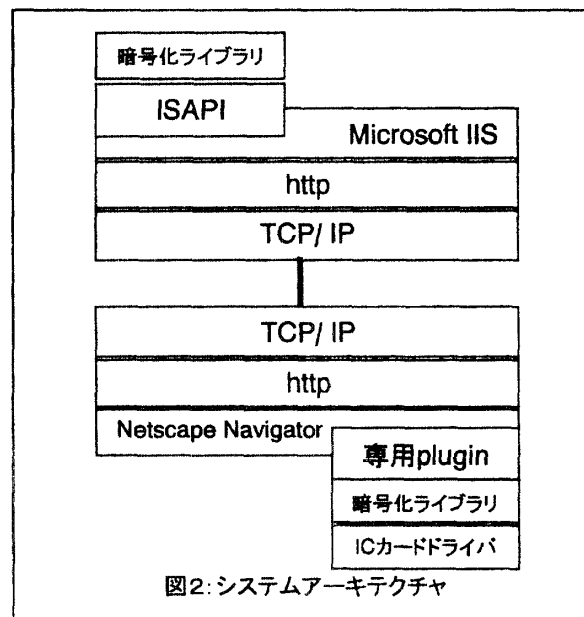 暗号化ライブラリ
ISAPI
Microsoft IIS
http
TCP/ IP
TCP/ IP
http
Netscape Navigator
専用plugin
暗号化ライブラリ
ICカードドライバ
図2:システムアーキテクチャ